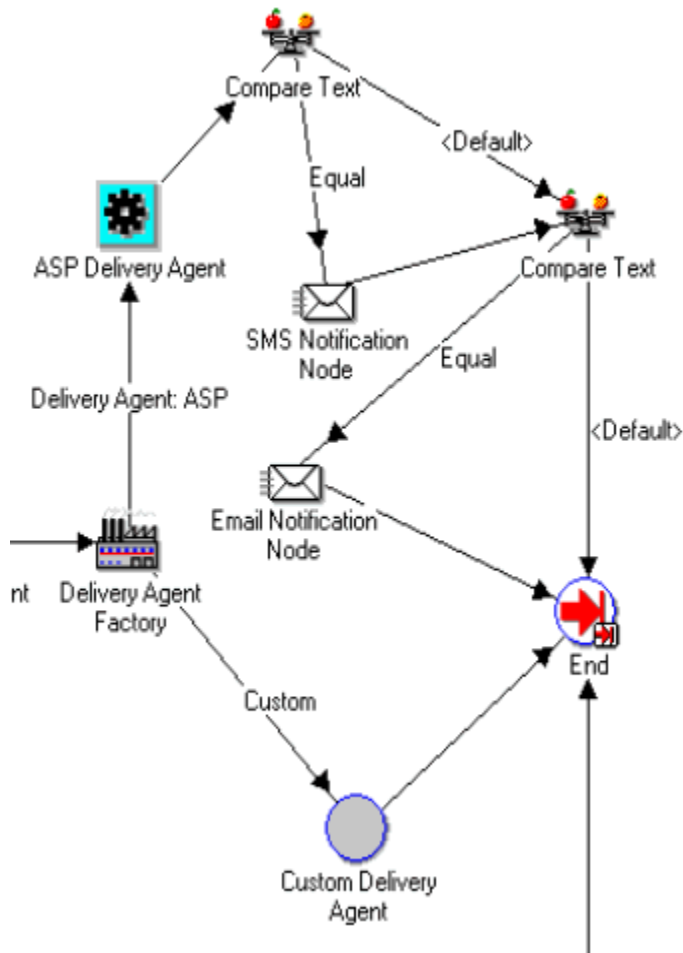 Compare Text
<Default>
Equal
ASP Delivery Agent
Compare Text
SMS Notification
Node
Equal
Delivery Agent: ASP
<Default>
Email Notification
Node
nt
Delivery Agent
Factory
End
Custom
Custom Delivery
Agent